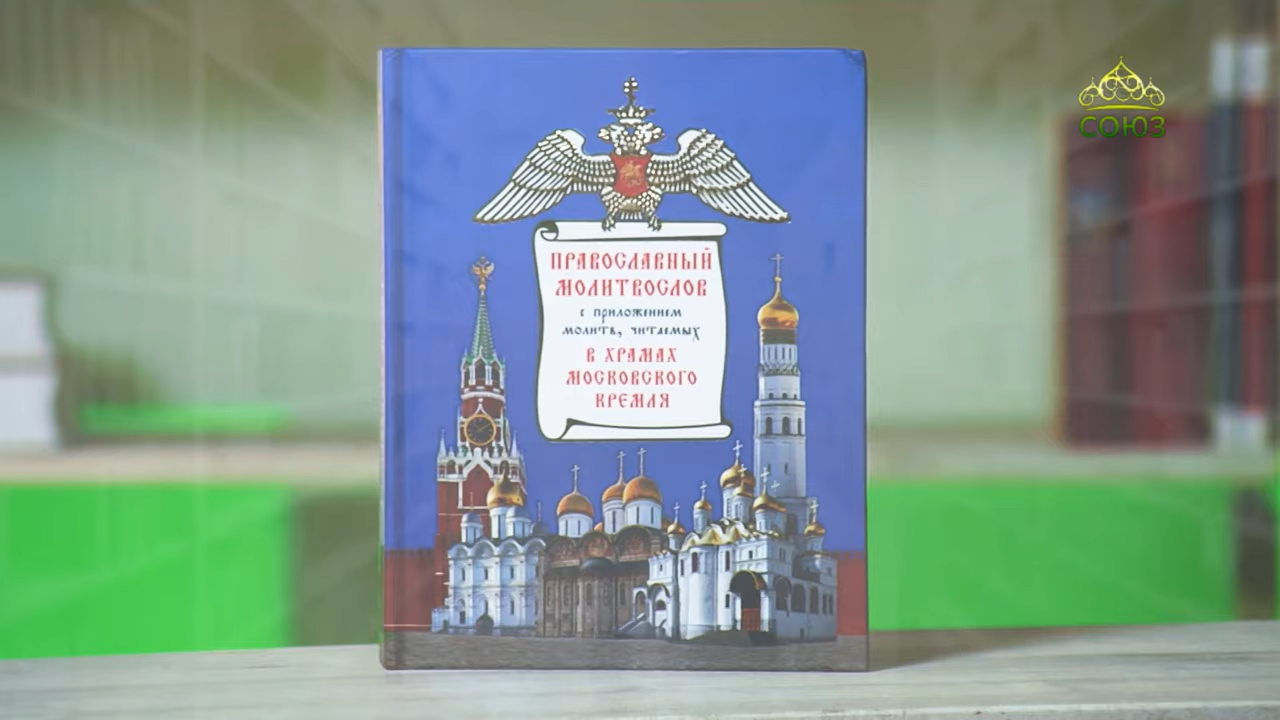 СОЮЗ
ПРАВОСЛАВНЫЙ
МОЛИТВОСЛОВ
с приложением
молитв, читаемых
В ХРАМАХ
МОСКОВСКОГО
КРЕМЛЯ